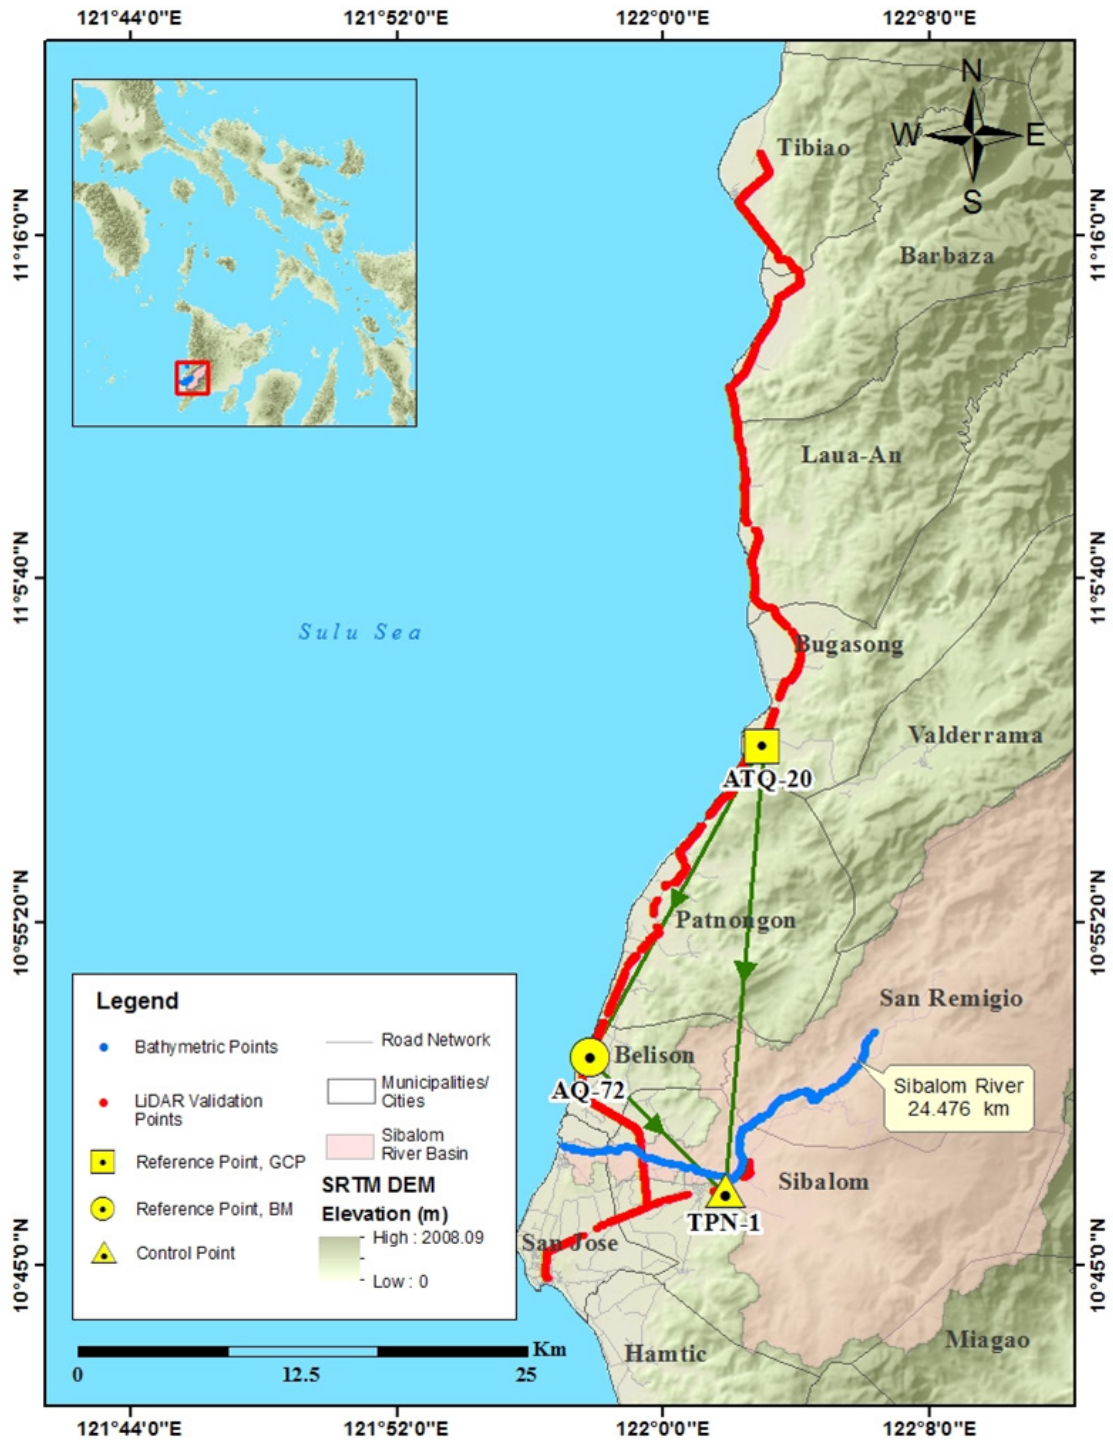 121°44'0"E
121°52'0"E
122°0'0"E
122°8'0"E
N
W
E
S
Tibiao
11°16'0"N
11°16'0"N
Barbaza
Laua-An
11°5'40"N
11°5'40"N
Sulu Sea
Bugasong
Valderrama
ATQ-20
10°55'20"N
10°55'20"N
Patnongon
San Remigio
Belison
AQ-72
Sibalom River
24.476 km
Sibalom
TPN-1
San Jose
10°45'0"N
10°45'0"N
Miagao
Hamtic
Legend
Bathymetric Points
LiDAR Validation
Points
Reference Point, GCP
Reference Point, BM
Control Point
Road Network
Municipalities/
Cities
Sibalom
River Basin
SRTM DEM
Elevation (m)
High : 2008.09
Low : 0
Km
0
12.5
25
121°44'0"E
121°52'0"E
122°0'0"E
122°8'0"E